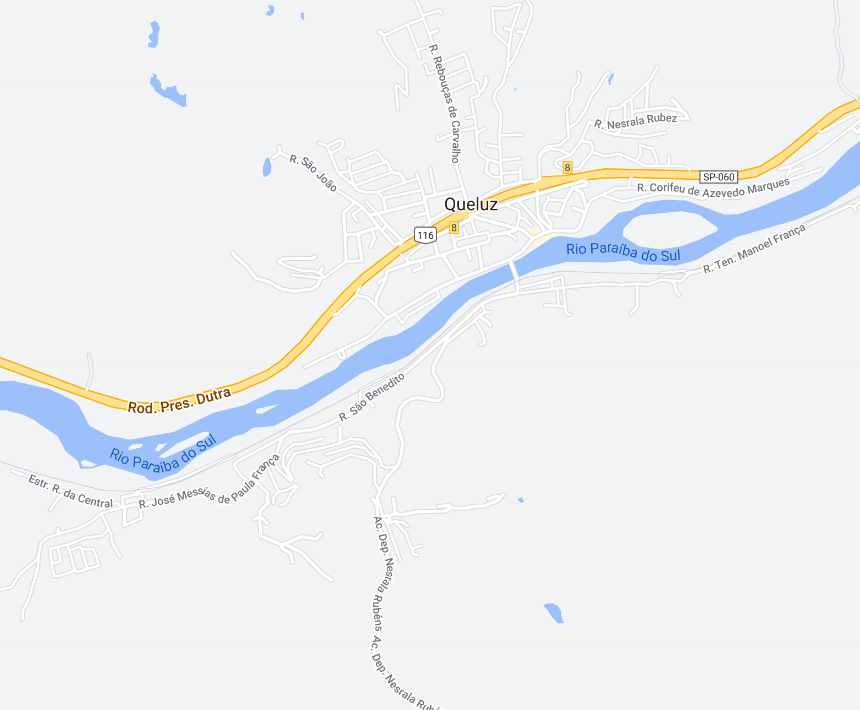 R. Rebouças de Carvalho
R. Nesrala Rubez
8
R. São João
SP-060
R. Corifeu de Azevedo Marques
Queluz
116
8
Rio Paraíba do Sul
R. Ten. Manoel França
Rod. Pres. Dutra
R. São Benedito
Rio Paraíba do Sul
Estr. R. da Central
R. José Messias de Paula França
Ac. Dep. Nesrala Rubéns
Ac. Dep. Nesrala